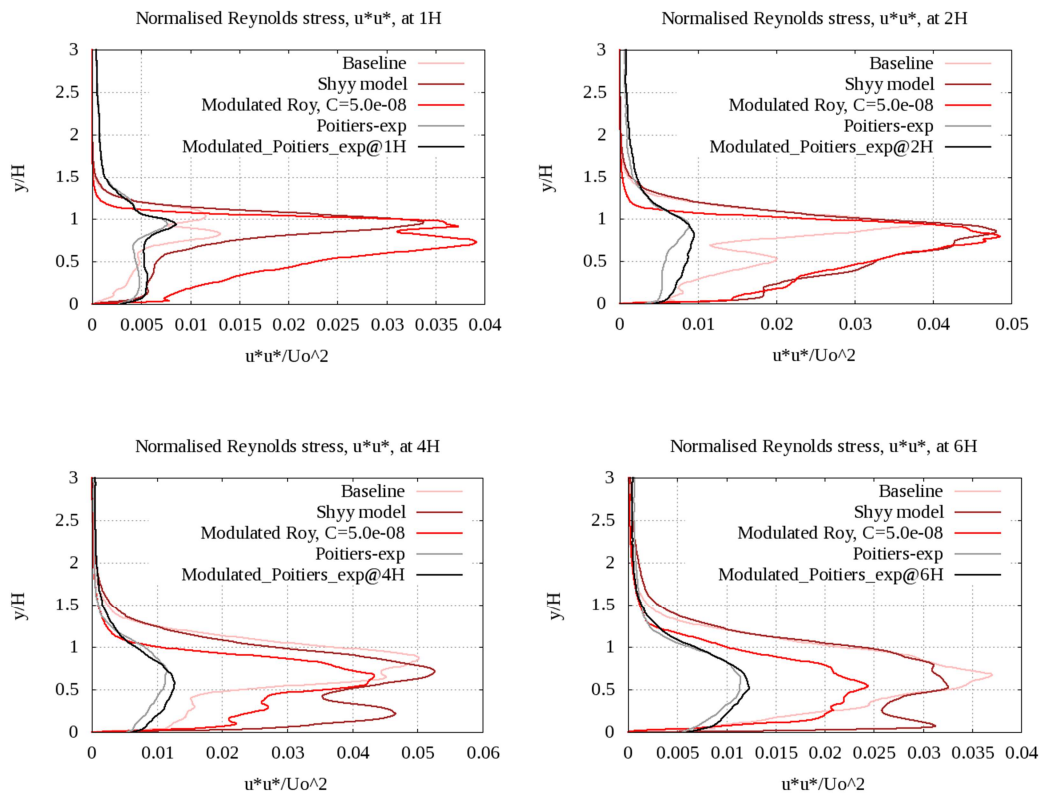 Normalised Reynolds stress, u*u*, at 1H
3
2.5
2
1.5
1
0.5
0
y/H
Baseline
Shyy model
Modulated Roy, C=5.0e-08
Poitiers-exp
Modulated_Poitiers_exp@1H
0 0.005 0.01 0.015 0.02 0.025 0.03 0.035 0.04
u*u*/Uo^2
Normalised Reynolds stress, u*u*, at 2H
3
2.5
2
1.5
1
0.5
0
y/H
Baseline
Shyy model
Modulated Roy, C=5.0e-08
Poitiers-exp
Modulated_Poitiers_exp@2H
0 0.01 0.02 0.03 0.04 0.05
u*u*/Uo^2
Normalised Reynolds stress, u*u*, at 4H
3
2.5
2
1.5
1
0.5
0
y/H
Baseline
Shyy model
Modulated Roy, C=5.0e-08
Poitiers-exp
Modulated_Poitiers_exp@4H
0 0.01 0.02 0.03 0.04 0.05 0.06
u*u*/Uo^2
Normalised Reynolds stress, u*u*, at 6H
3
2.5
2
1.5
1
0.5
0
y/H
Baseline
Shyy model
Modulated Roy, C=5.0e-08
Poitiers-exp
Modulated_Poitiers_exp@6H
0 0.005 0.01 0.015 0.02 0.025 0.03 0.035 0.04
u*u*/Uo^2